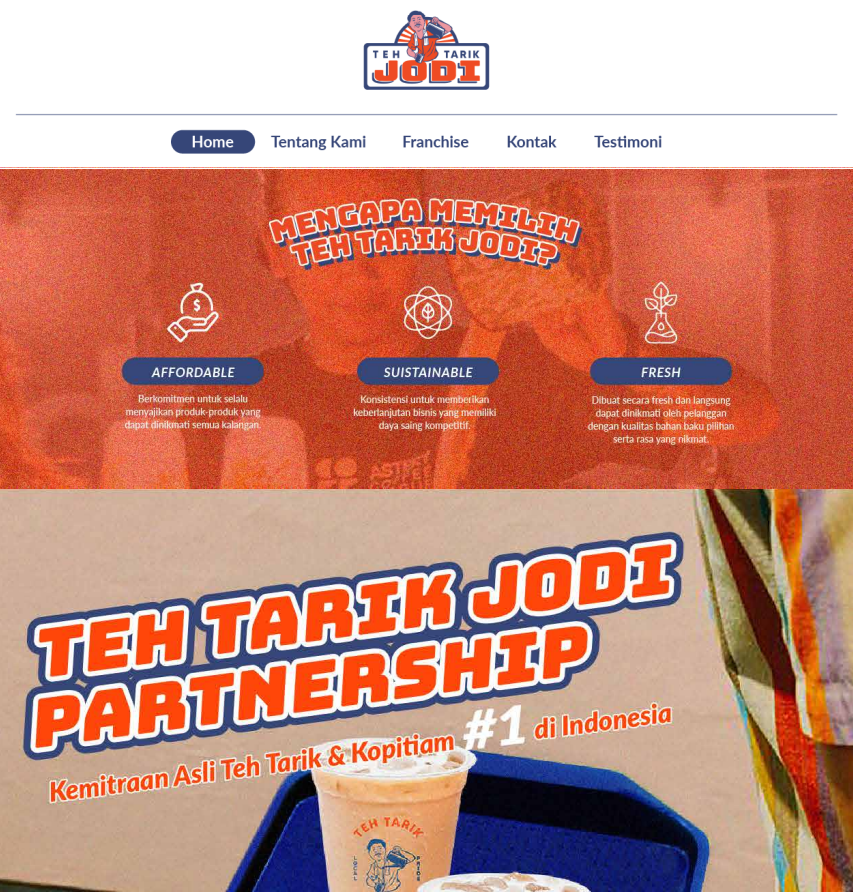 TEH TARIK
JODI
Home Tentang Kami Franchise Kontak Testimoni
MENGAPA MEMILIH
TEH TARIK JODI?
$
AFFORDABLE
Berkomitmen untuk selalu
menyajikan produk-produk yang
dapat dinikmati semua kalangan.
SUISTAINABLE
Konsistensi untuk memberikan
keberlanjutan bisnis yang memiliki
daya saing kompetitif.
FRESH
Dibuat secara fresh dan langsung
dapat dinikmati oleh pelanggan
dengan kualitas bahan baku pilihan
serta rasa yang nikmat.
TEH TARIK JODI
PARTNERSHIP
Kemitraan Asli Teh Tarik & Kopitiam #1 di Indonesia
TEH TARIK
LOCAL PRIDE